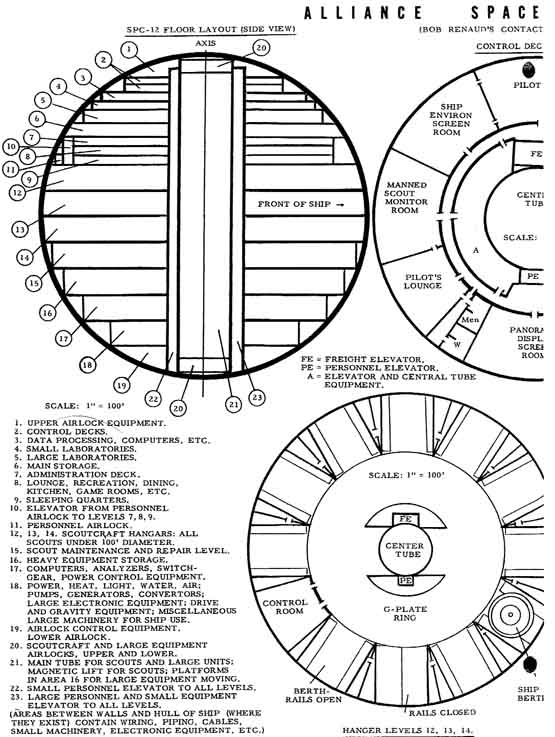 ALLIANCE SPACE
(BOB RENAUD'S CONTACT
SPC-12 FLOOR LAYOUT (SIDE VIEW)
AXIS
20
1
2
3
4
5
6
7
10
8
11
9
12
13
14
15
16
17
18
19
22
20
21
23
FRONT OF SHIP →
CONTROL DEC
PILOT
SHIP
ENVIRON
SCREEN
ROOM
MANNED
SCOUT
MONITOR
ROOM
PILOT'S
LOUNGE
Men
W
A
FE
CENT
TUB
SCALE:
PE
PANORA
DISPL
SCRE
ROOM
FE = FREIGHT ELEVATOR.
PE = PERSONNEL ELEVATOR.
A = ELEVATOR AND CENTRAL TUBE
EQUIPMENT.
SCALE: 1" = 100'
1. UPPER AIRLOCK EQUIPMENT.
2. CONTROL DECKS.
3. DATA PROCESSING, COMPUTERS, ETC.
4. SMALL LABORATORIES.
5. LARGE LABORATORIES.
6. MAIN STORAGE.
7. ADMINISTRATION DECK.
8. LOUNGE, RECREATION, DINING,
KITCHEN, GAME ROOMS, ETC.
9. SLEEPING QUARTERS.
10. ELEVATOR FROM PERSONNEL
AIRLOCK TO LEVELS 7, 8, 9.
11. PERSONNEL AIRLOCK.
12, 13, 14. SCOUTCRAFT HANGARS: ALL
SCOUTS UNDER 100' DIAMETER.
15. SCOUT MAINTENANCE AND REPAIR LEVEL.
16. HEAVY EQUIPMENT STORAGE.
17. COMPUTERS, ANALYZERS, SWITCH-
GEAR, POWER CONTROL EQUIPMENT.
18. POWER, HEAT, LIGHT, WATER, AIR;
PUMPS, GENERATORS, CONVERTORS;
LARGE ELECTRONIC EQUIPMENT; DRIVE
AND GRAVITY EQUIPMENT; MISCELLANEOUS
LARGE MACHINERY FOR SHIP USE.
19. AIRLOCK CONTROL EQUIPMENT,
LOWER AIRLOCK.
20. SCOUTCRAFT AND LARGE EQUIPMENT
AIRLOCKS, UPPER AND LOWER.
21. MAIN TUBE FOR SCOUTS AND LARGE UNITS;
MAGNETIC LIFT FOR SCOUTS; PLATFORMS
IN AREA 16 FOR LARGE EQUIPMENT MOVING.
22. SMALL PERSONNEL ELEVATOR TO ALL LEVELS.
23. LARGE PERSONNEL AND SMALL EQUIPMENT
ELEVATOR TO ALL LEVELS.
(AREAS BETWEEN WALLS AND HULL OF SHIP (WHERE
THEY EXIST) CONTAIN WIRING, PIPING, CABLES,
SMALL MACHINERY, ELECTRONIC EQUIPMENT, ETC.)
SCALE: 1" = 100'
FE
CENTER
TUBE
PE
G-PLATE
RING
CONTROL
ROOM
BERTH-
RAILS OPEN
RAILS CLOSED
SHIP
BERTH
HANGER LEVELS 12, 13, 14.